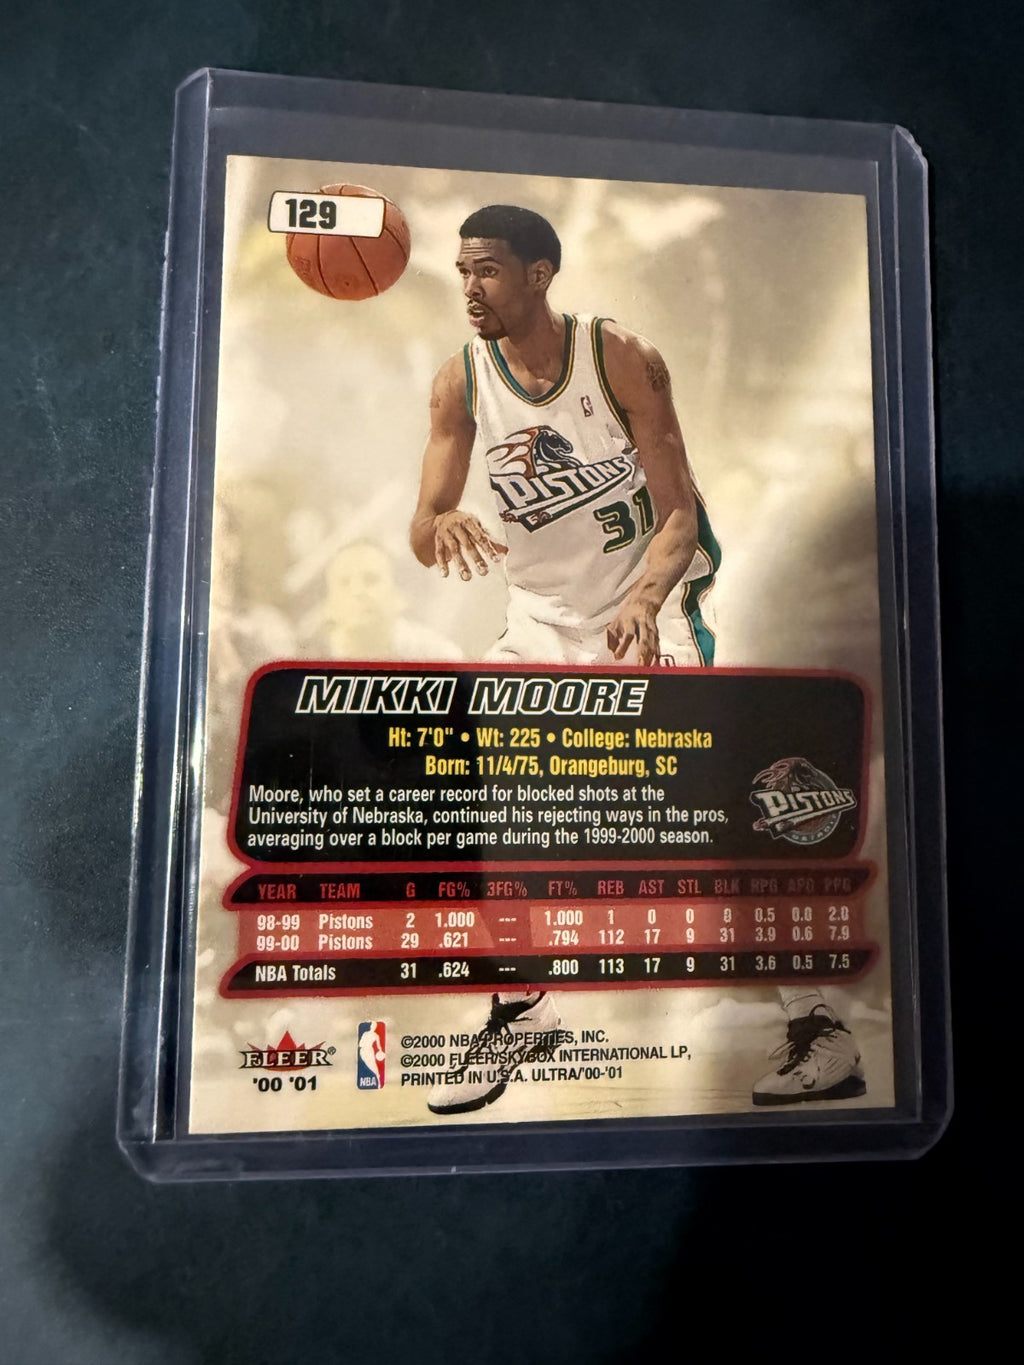 129
PISTONS
31
MIKKI MOORE
Ht: 7'0" • Wt: 225 • College: Nebraska
Born: 11/4/75, Orangeburg, SC
Moore, who set a career record for blocked shots at the
University of Nebraska, continued his rejecting ways in the pros,
averaging over a block per game during the 1999-2000 season.
PISTONS
DETROIT
YEAR TEAM G FG% 3FG% FT% REB AST STL BLK RPG APG PPG
98-99 Pistons 2 1.000 --- 1.000 1 0 0 0 0.5 0.0 2.0
99-00 Pistons 29 .621 --- .794 112 17 9 31 3.9 0.6 7.9
NBA Totals 31 .624 --- .800 113 17 9 31 3.6 0.5 7.5
FLEER®
'00 '01
NBA
©2000 NBA PROPERTIES, INC.
©2000 FLEER/SKYBOX INTERNATIONAL LP,
PRINTED IN U.S.A. ULTRA/'00-'01